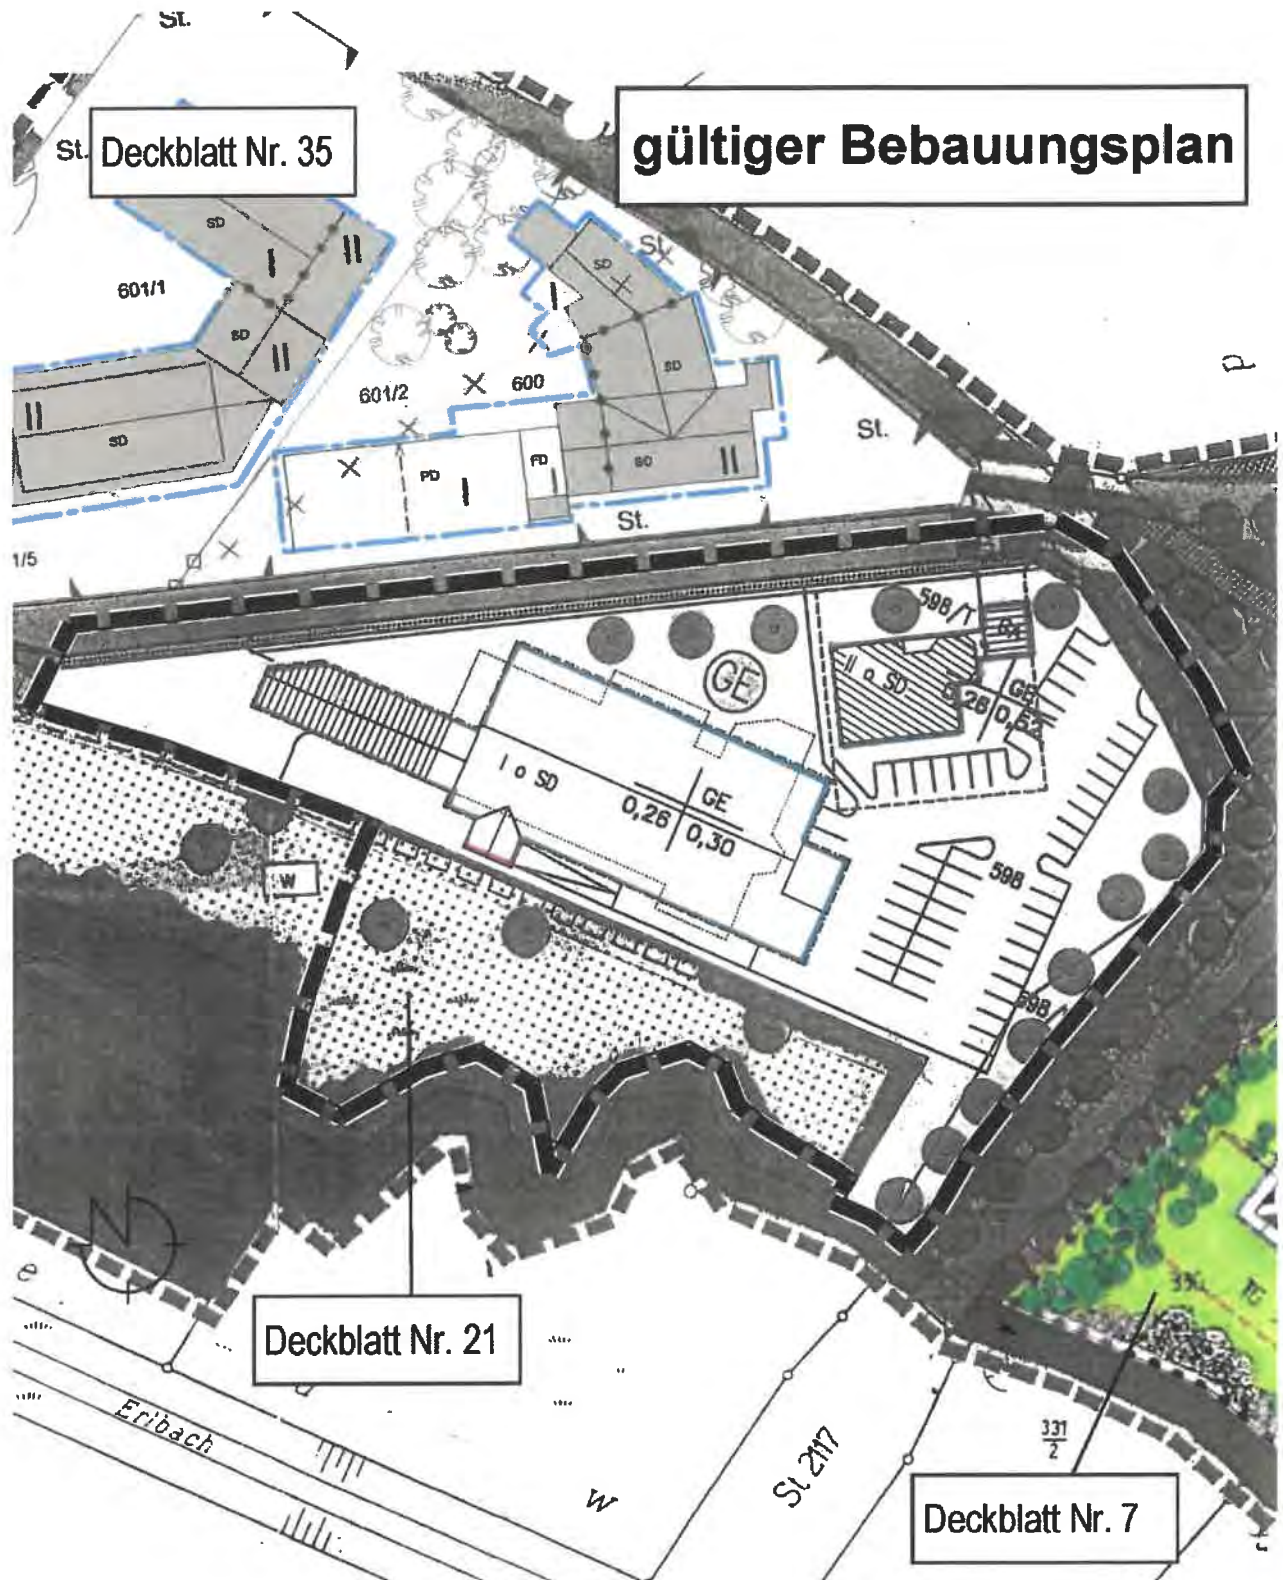 St.
gültiger Bebauungsplan
St.
Deckblatt Nr. 35
SD
I
II
St.
SD
I
601/1
SD
II
SD
601/2
600
II
SD
St.
PD
I
FD
SD
II
St.
1/5
598/T
GE
II o SD
GE
0,26 0,52
I o SD
GE
0,26 0,30
598
W
598/
N
e
Deckblatt Nr. 21
Erlbach
W
St 2117
331
2
Deckblatt Nr. 7